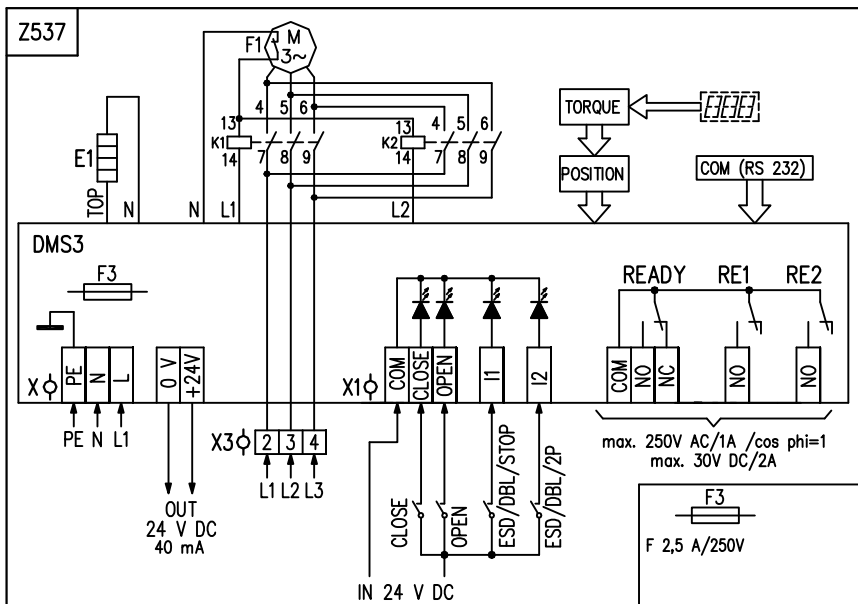 Z537
F1
M
3~
4 5 6
13
K1
14
7 8 9
4 5 6
13
K2
14
7 8 9
TORQUE
POSITION
COM (RS 232)
E1
TOP
N
N
L1
L2
DMS3
F3
READY
RE1
RE2
X
PE
N
L
0 V
+24V
X1
COM
CLOSE
OPEN
I1
I2
COM
NO
NC
NO
NO
PE N L1
X3
2 3 4
L1 L2 L3
OUT
24 V DC
40 mA
CLOSE
OPEN
ESD/DBL/STOP
ESD/DBL/2P
IN 24 V DC
max. 250V AC/1A /cos phi=1
max. 30V DC/2A
F3
F 2,5 A/250V